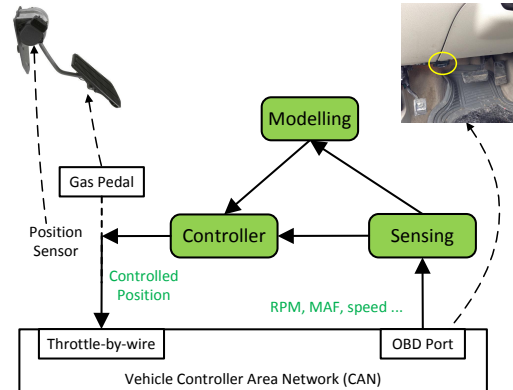 Modelling
Gas Pedal
Position
Sensor
Controller
Sensing
Controlled
Position
RPM, MAF, speed ...
Throttle-by-wire
OBD Port
Vehicle Controller Area Network (CAN)